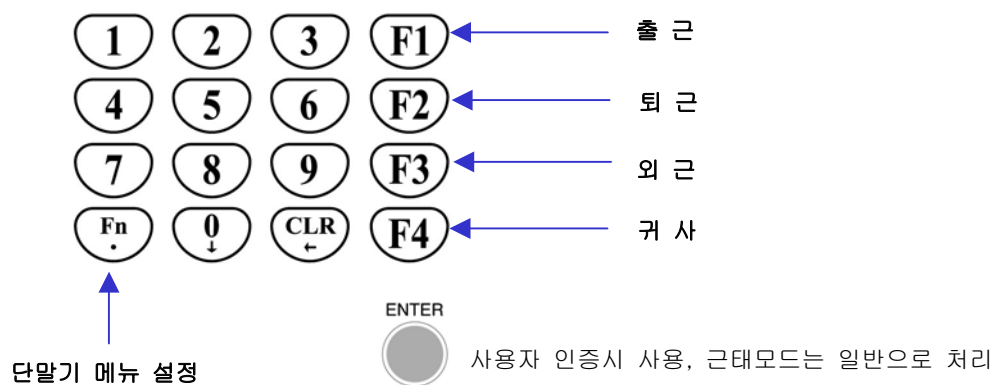 1 2 3 F1 출 근
4 5 6 F2 퇴 근
7 8 9 F3 외 근
Fn · 0 ↓ CLR ← F4 귀 사
ENTER
사용자 인증시 사용, 근태모드는 일반으로 처리
단말기 메뉴 설정